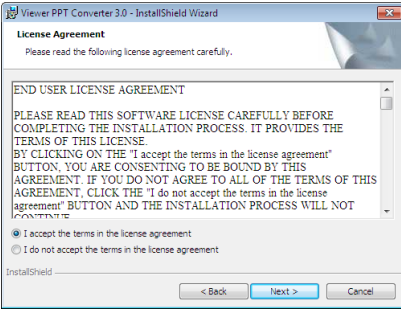 Viewer PPT Converter 3.0 - InstallShield Wizard
License Agreement
Please read the following license agreement carefully.
END USER LICENSE AGREEMENT
PLEASE READ THIS SOFTWARE LICENSE CAREFULLY BEFORE
COMPLETING THE INSTALLATION PROCESS. IT PROVIDES THE
TERMS OF THIS LICENSE.
BY CLICKING ON THE "I accept the terms in the license agreement"
BUTTON, YOU ARE CONSENTING TO BE BOUND BY THIS
AGREEMENT. IF YOU DO NOT AGREE TO ALL OF THE TERMS OF THIS
AGREEMENT, CLICK THE "I do not accept the terms in the license
agreement" BUTTON AND THE INSTALLATION PROCESS WILL NOT
CONTINUE
I accept the terms in the license agreement
I do not accept the terms in the license agreement
InstallShield
< Back
Next >
Cancel